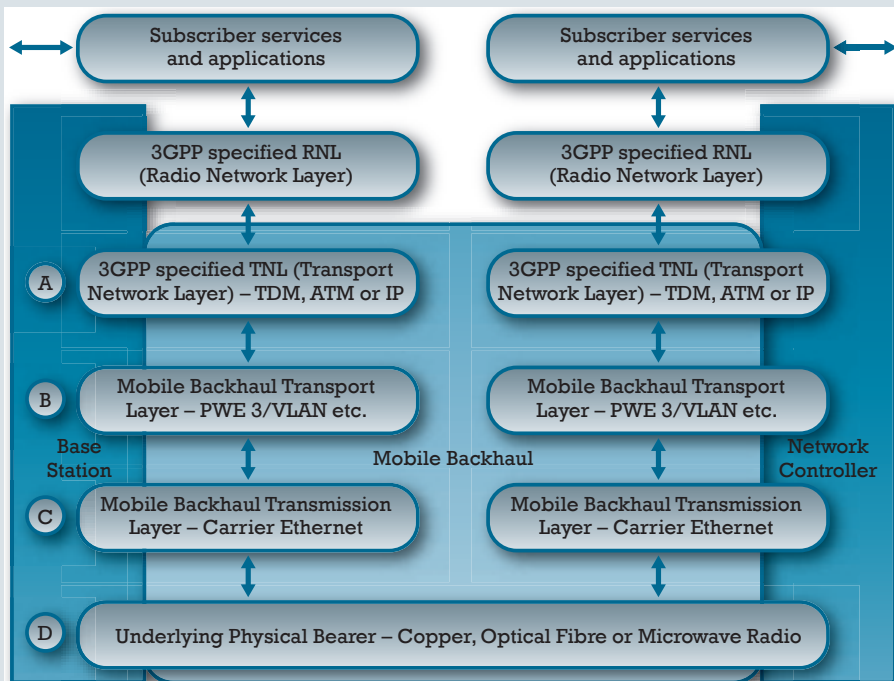 Subscriber services
and applications
Subscriber services
and applications
3GPP specified RNL
(Radio Network Layer)
3GPP specified RNL
(Radio Network Layer)
A
3GPP specified TNL (Transport
Network Layer) – TDM, ATM or IP
3GPP specified TNL (Transport
Network Layer) – TDM, ATM or IP
B
Mobile Backhaul Transport
Layer – PWE 3/VLAN etc.
Mobile Backhaul Transport
Layer – PWE 3/VLAN etc.
Base
Station
Mobile Backhaul
Network
Controller
C
Mobile Backhaul Transmission
Layer – Carrier Ethernet
Mobile Backhaul Transmission
Layer – Carrier Ethernet
D
Underlying Physical Bearer – Copper, Optical Fibre or Microwave Radio